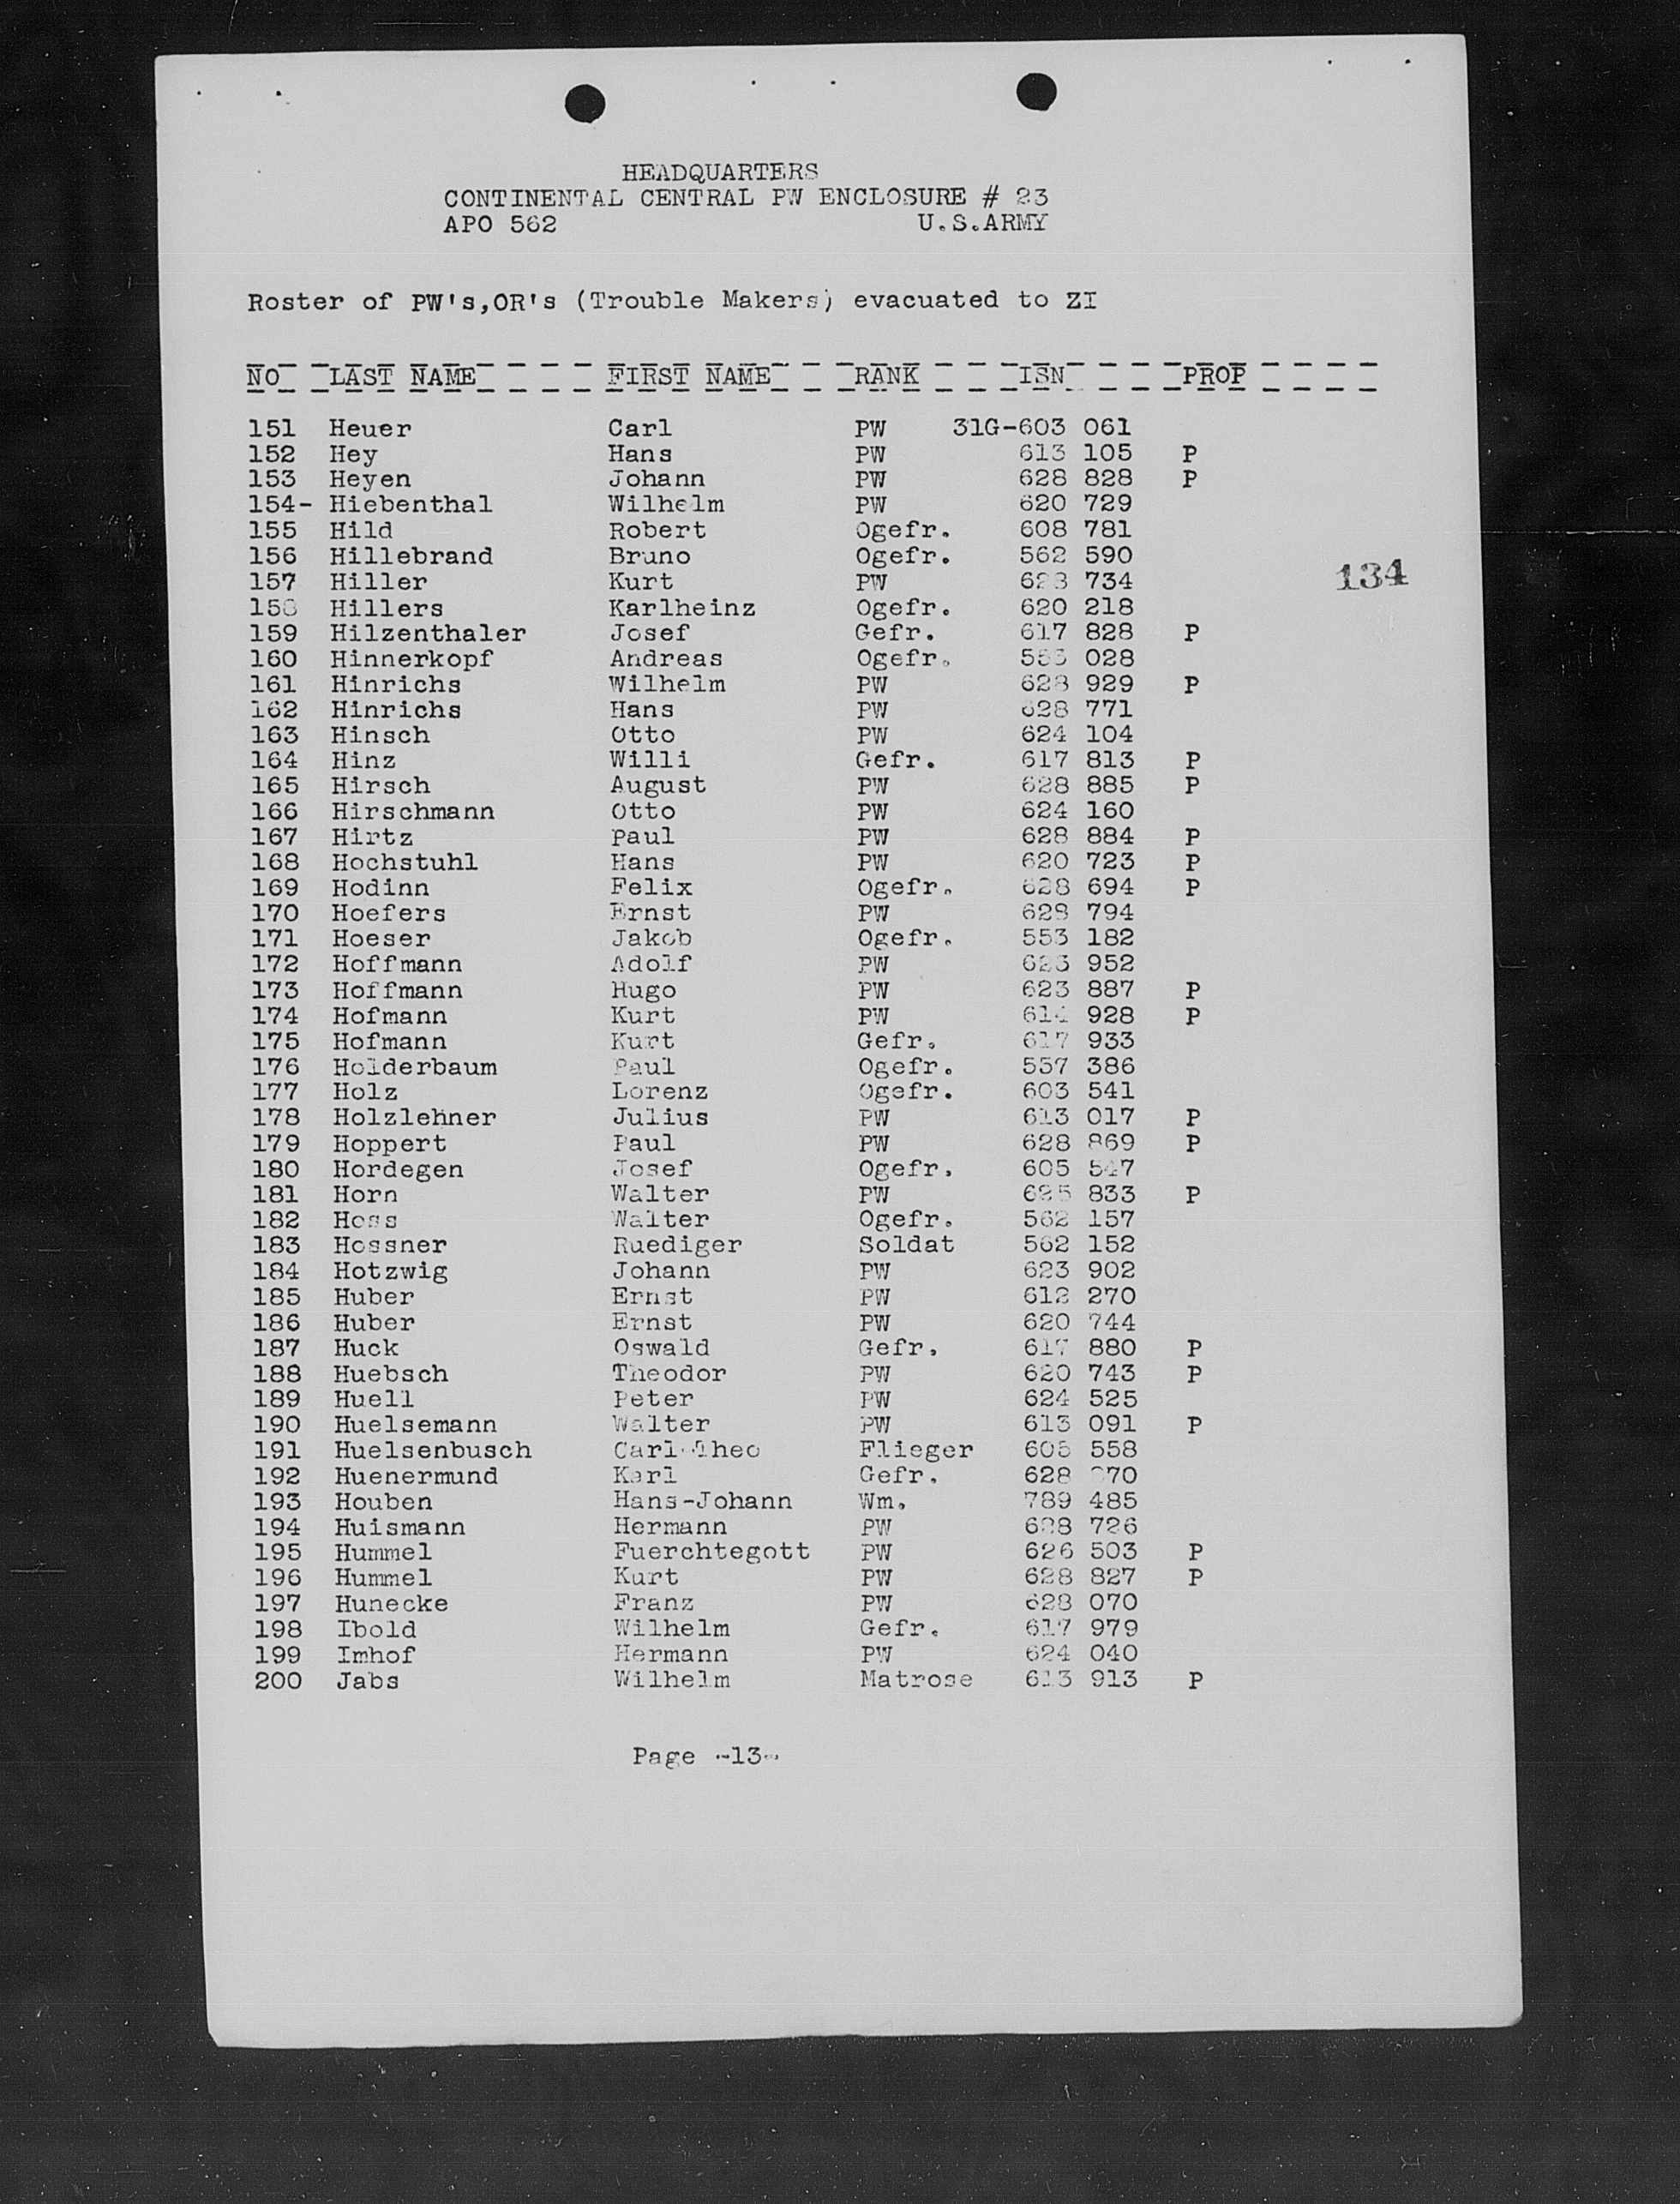 HEADQUARTERS
CONTINENTAL CENTRAL PW ENCLOSURE # 23
APO 562 U.S.ARMY
Roster of PW's,OR's (Trouble Makers) evacuated to ZI
NO LAST NAME FIRST NAME RANK ISN PROP
151 Heuer Carl PW 31G-603 061
152 Hey Hans PW 613 105 P
153 Heyen Johann PW 628 828 P
154- Hiebenthal Wilhelm PW 620 729
155 Hild Robert Ogefr. 608 781
156 Hillebrand Bruno Ogefr. 562 590
157 Hiller Kurt PW 734
134
158 Hillers Karlheinz Ogefr. 620 218
159 Hilzenthaler Josef Gefr. 617 828 P
160 Hinnerkopf Andreas Ogefr. 028
161 Hinrichs Wilhelm PW 628 929 P
162 Hinrichs Hans PW 628 771
163 Hinsch Otto PW 624 104
164 Hinz Willi Gefr. 617 813 P
165 Hirsch August PW 628 885 P
166 Hirschmann Otto PW 624 160
167 Hirtz Paul PW 628 884 P
168 Hochstuhl Hans PW 620 723 P
169 Hodinn Felix Ogefr. 628 694 P
170 Hoefers Ernst PW 628 794
171 Hoeser Jakob Ogefr. 553 182
172 Hoffmann Adolf PW 952
173 Hoffmann Hugo PW 623 887 P
174 Hofmann Kurt PW 928 P
175 Hofmann Kurt Gefr. 617 933
176 Holderbaum Paul Ogefr. 557 386
177 Holz Lorenz Ogefr. 603 541
178 Holzlehner Julius PW 613 017 P
179 Hoppert Paul PW 628 869 P
180 Hordegen Josef Ogefr. 605
181 Horn Walter PW 833 P
182 Hoss Walter Ogefr. 562 157
183 Hossner Ruediger Soldat 562 152
184 Hotzwig Johann PW 623 902
185 Huber Ernst PW 612 270
186 Huber Ernst PW 620 744
187 Huck Oswald Gefr. 617 880 P
188 Huebsch Theodor PW 620 743 P
189 Huell Peter PW 624 525
190 Huelsemann Walter PW 613 091 P
191 Huelsenbusch Carl-Theo Flieger 558
192 Huenermund Karl Gefr. 628
193 Houben Hans-Johann Wm. 789 485
194 Huismann Hermann PW 628 726
195 Hummel Fuerchtegott PW 626 503 P
196 Hummel Kurt PW 628 827 P
197 Hunecke Franz PW 628 070
198 Ibold Wilhelm Gefr. 617 979
199 Imhof Hermann PW 624 040
200 Jabs Wilhelm Matrose 613 913 P
Page -13-